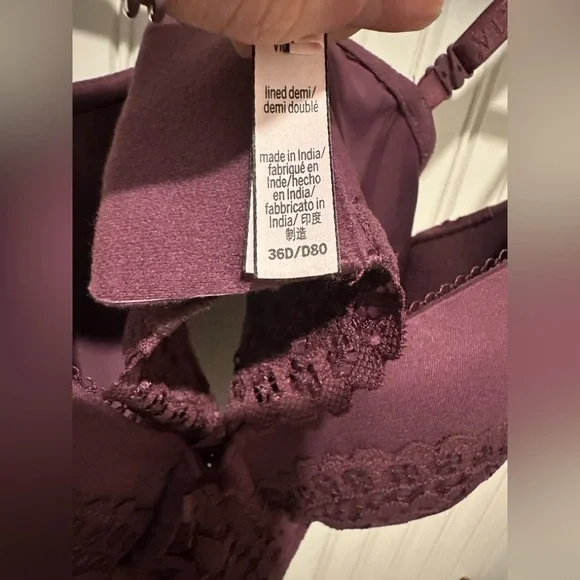 lined demi/
demi doublé
made in India/
fabriqué en
Inde/hecho
en India/
fabbricato in
India/ 印度
制造
36D/D80